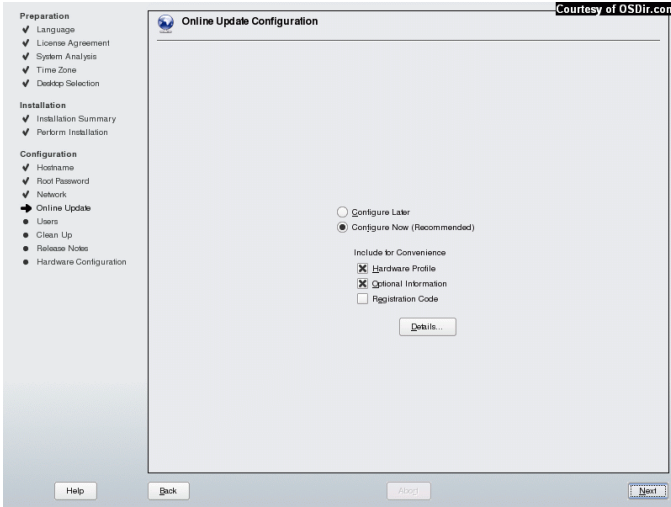 Courtesy of OSDir.com
Preparation
Language
License Agreement
System Analysis
Time Zone
Desktop Selection
Installation
Installation Summary
Perform Installation
Configuration
Hostname
Root Password
Network
Online Update
Users
Clean Up
Release Notes
Hardware Configuration
Online Update Configuration
Configure Later
Configure Now (Recommended)
Include for Convenience
Hardware Profile
Optional Information
Registration Code
Details...
Help
Back
Abort
Next